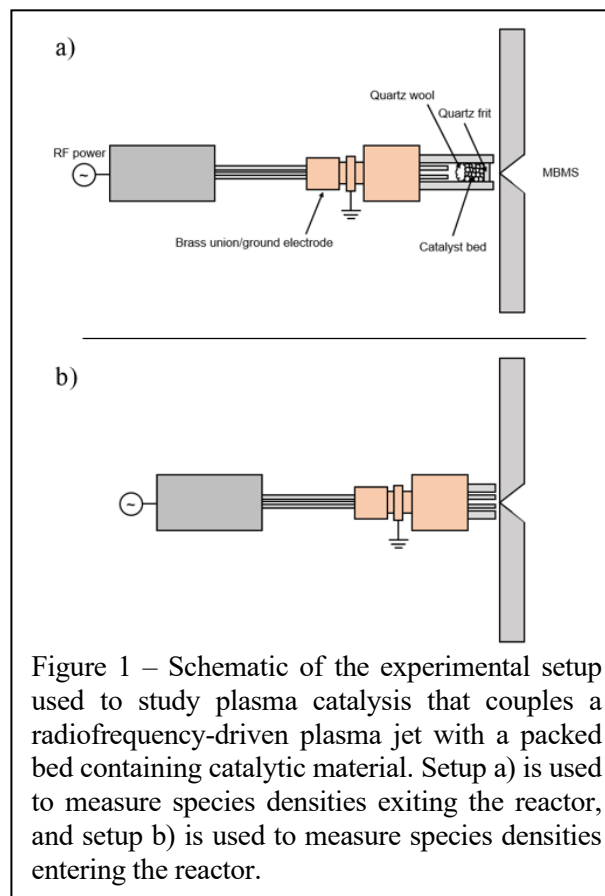 a)
Quartz wool
Quartz frit
RF power
~
MBMS
Brass union/ground electrode
Catalyst bed
b)
~
Figure 1 – Schematic of the experimental setup
used to study plasma catalysis that couples a
radiofrequency-driven plasma jet with a packed
bed containing catalytic material. Setup a) is used
to measure species densities exiting the reactor,
and setup b) is used to measure species densities
entering the reactor.